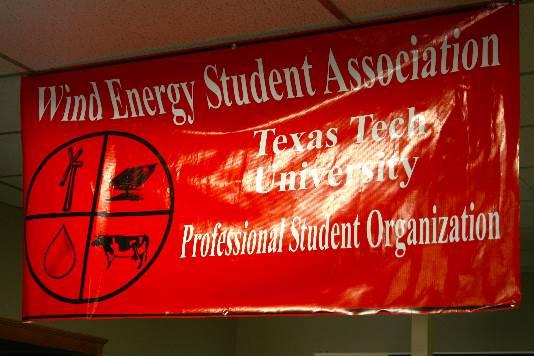 Wind Energy Student Association
Texas Tech
University
Professional Student Organization